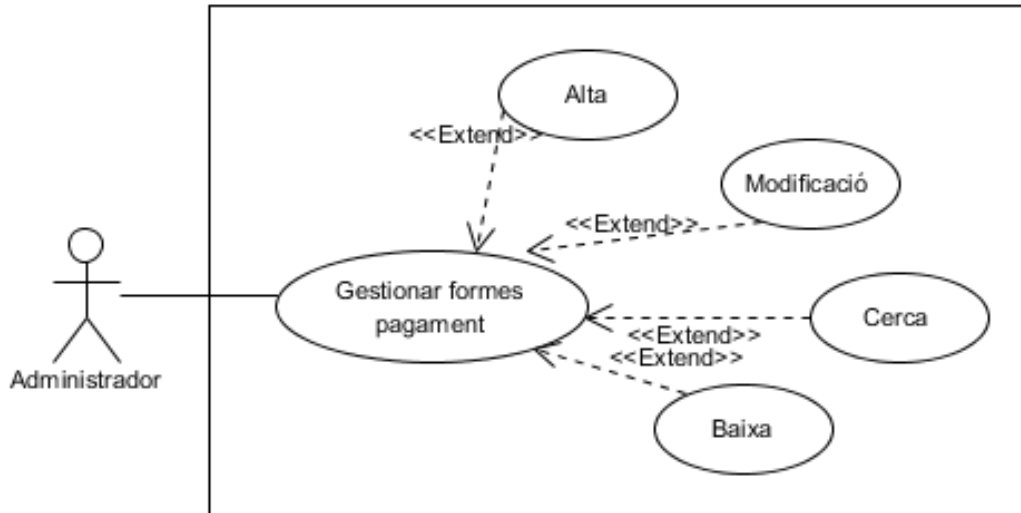 Alta
<<Extend>>
Modificació
<<Extend>>
Gestionar formes
pagament
Cerca
<<Extend>>
<<Extend>>
Administrador
Baixa